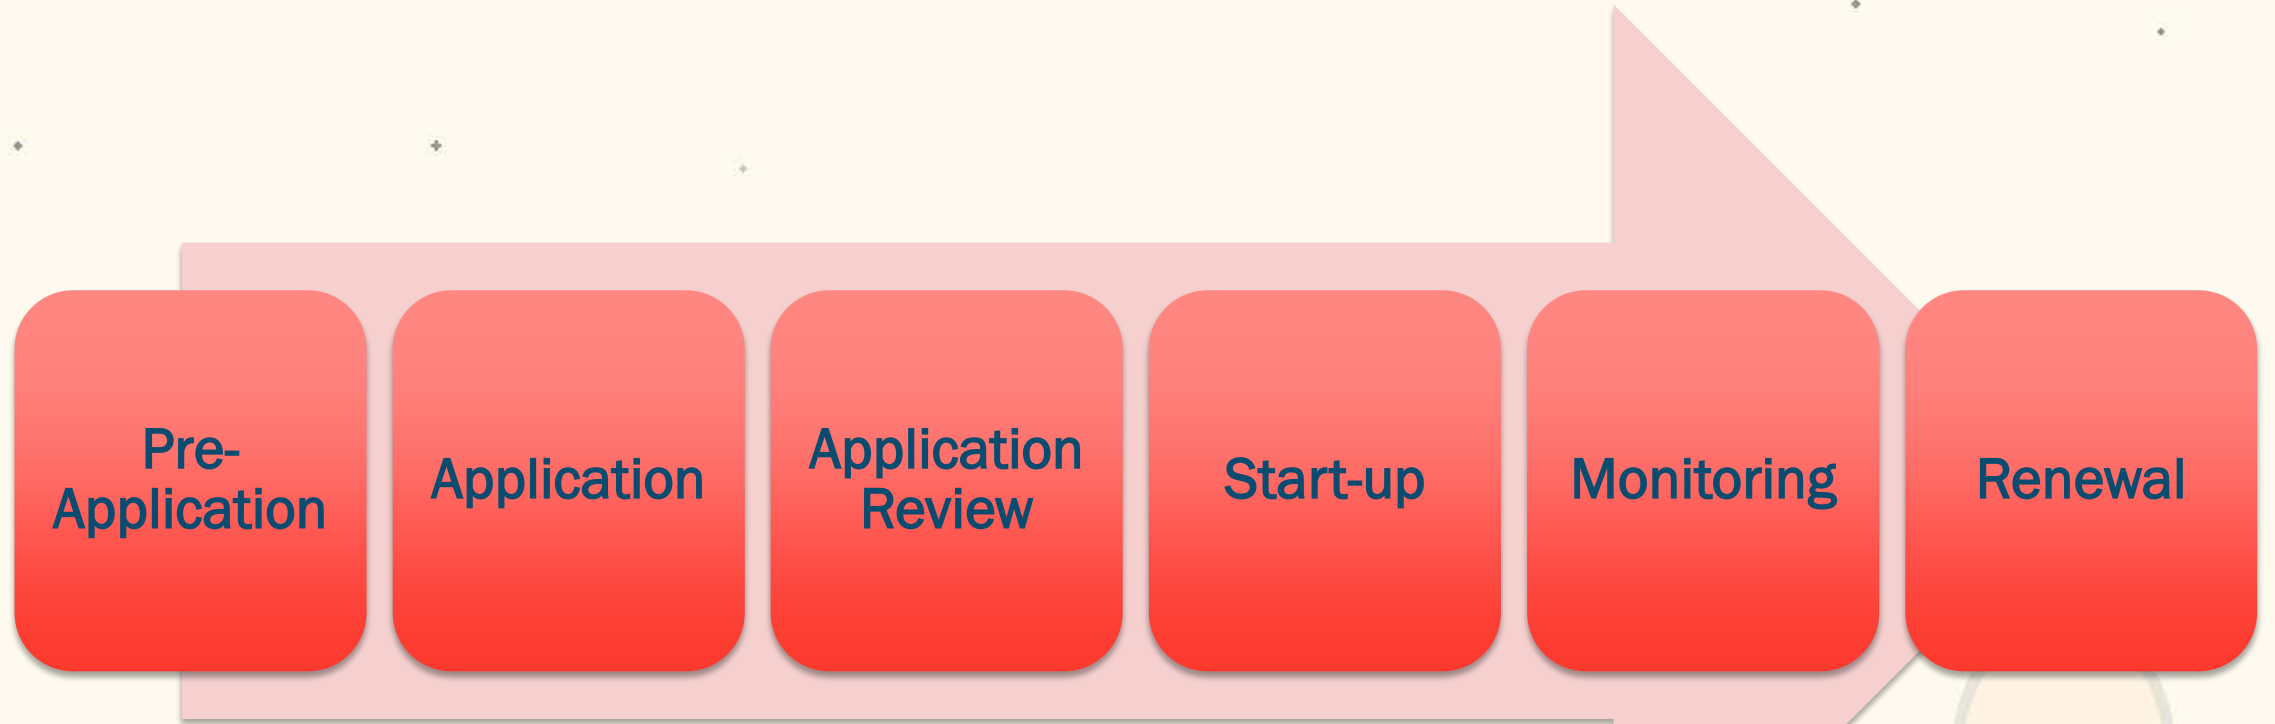 Pre-
Application
Application
Application
Review
Start-up
Monitoring
Renewal